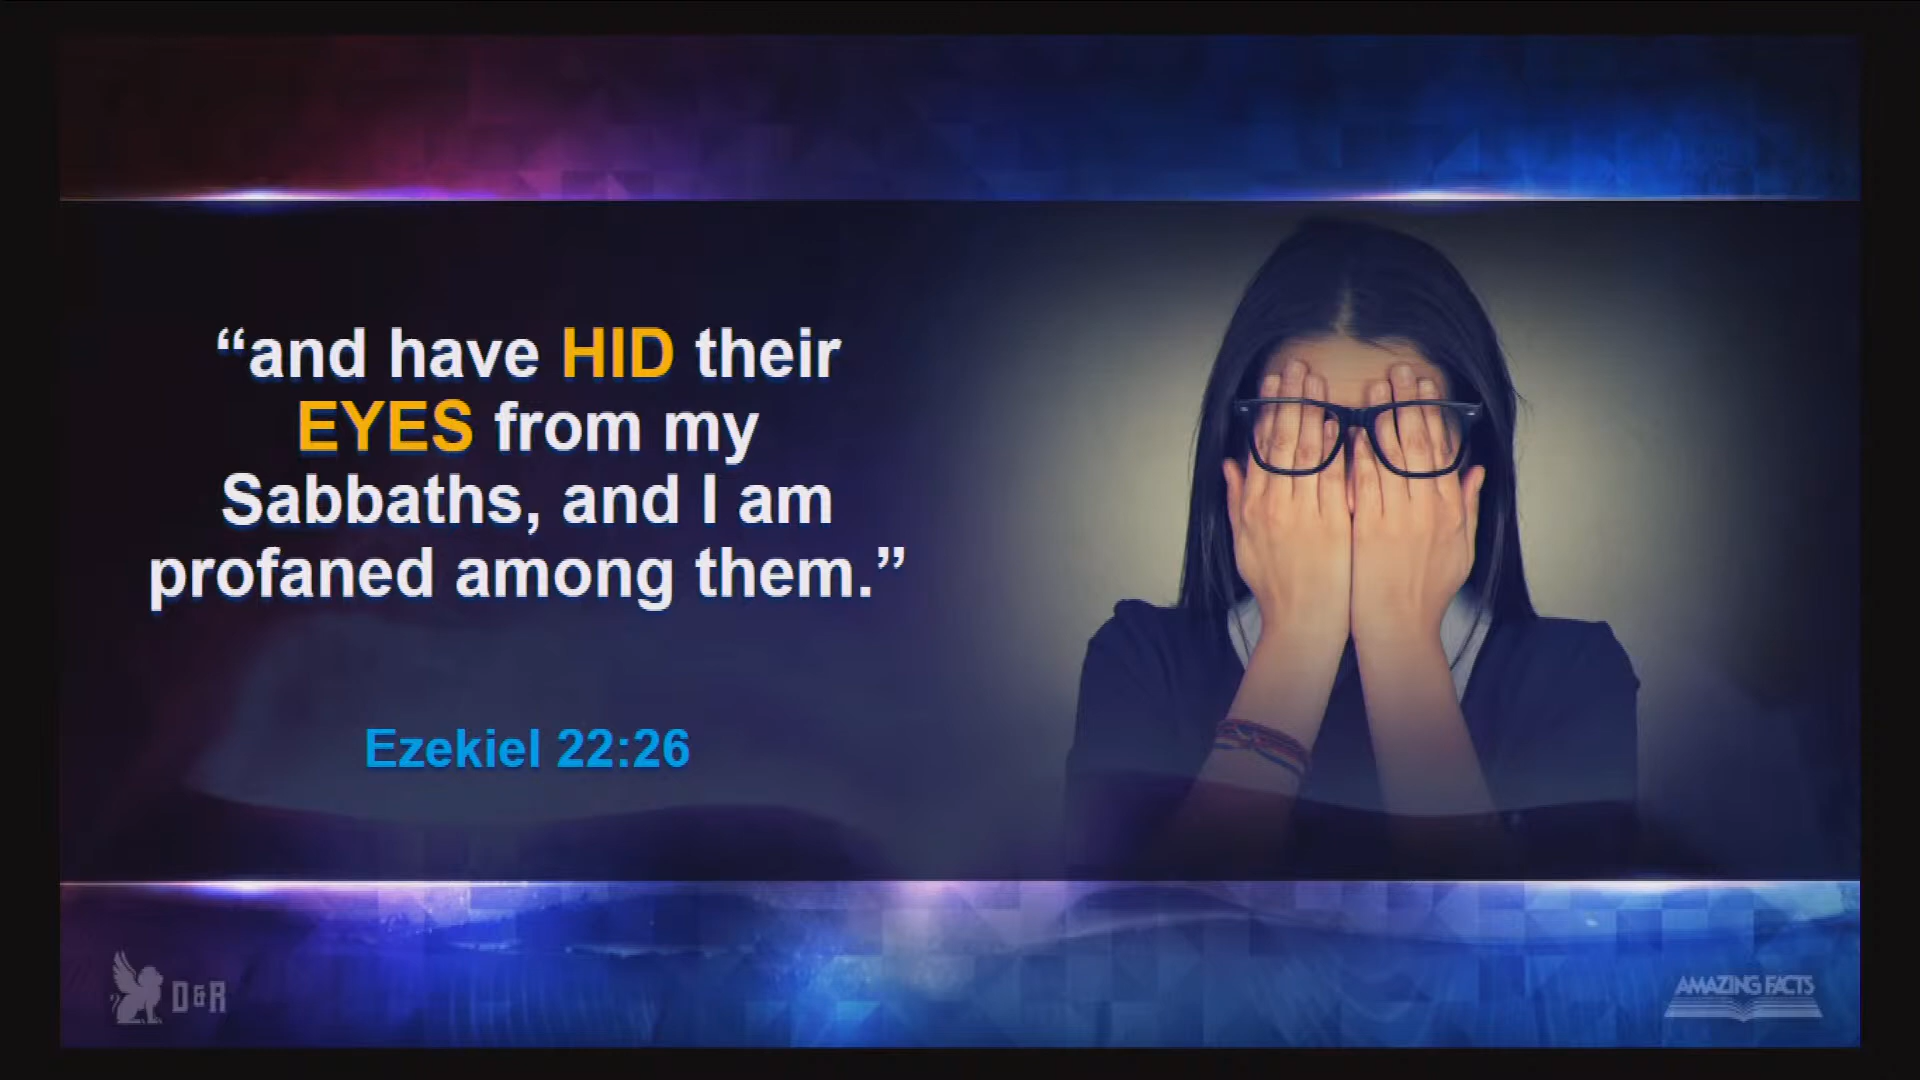 “and have HID their
EYES from my
Sabbaths, and I am
profaned among them.”
Ezekiel 22:26
D&R
AMAZING FACTS